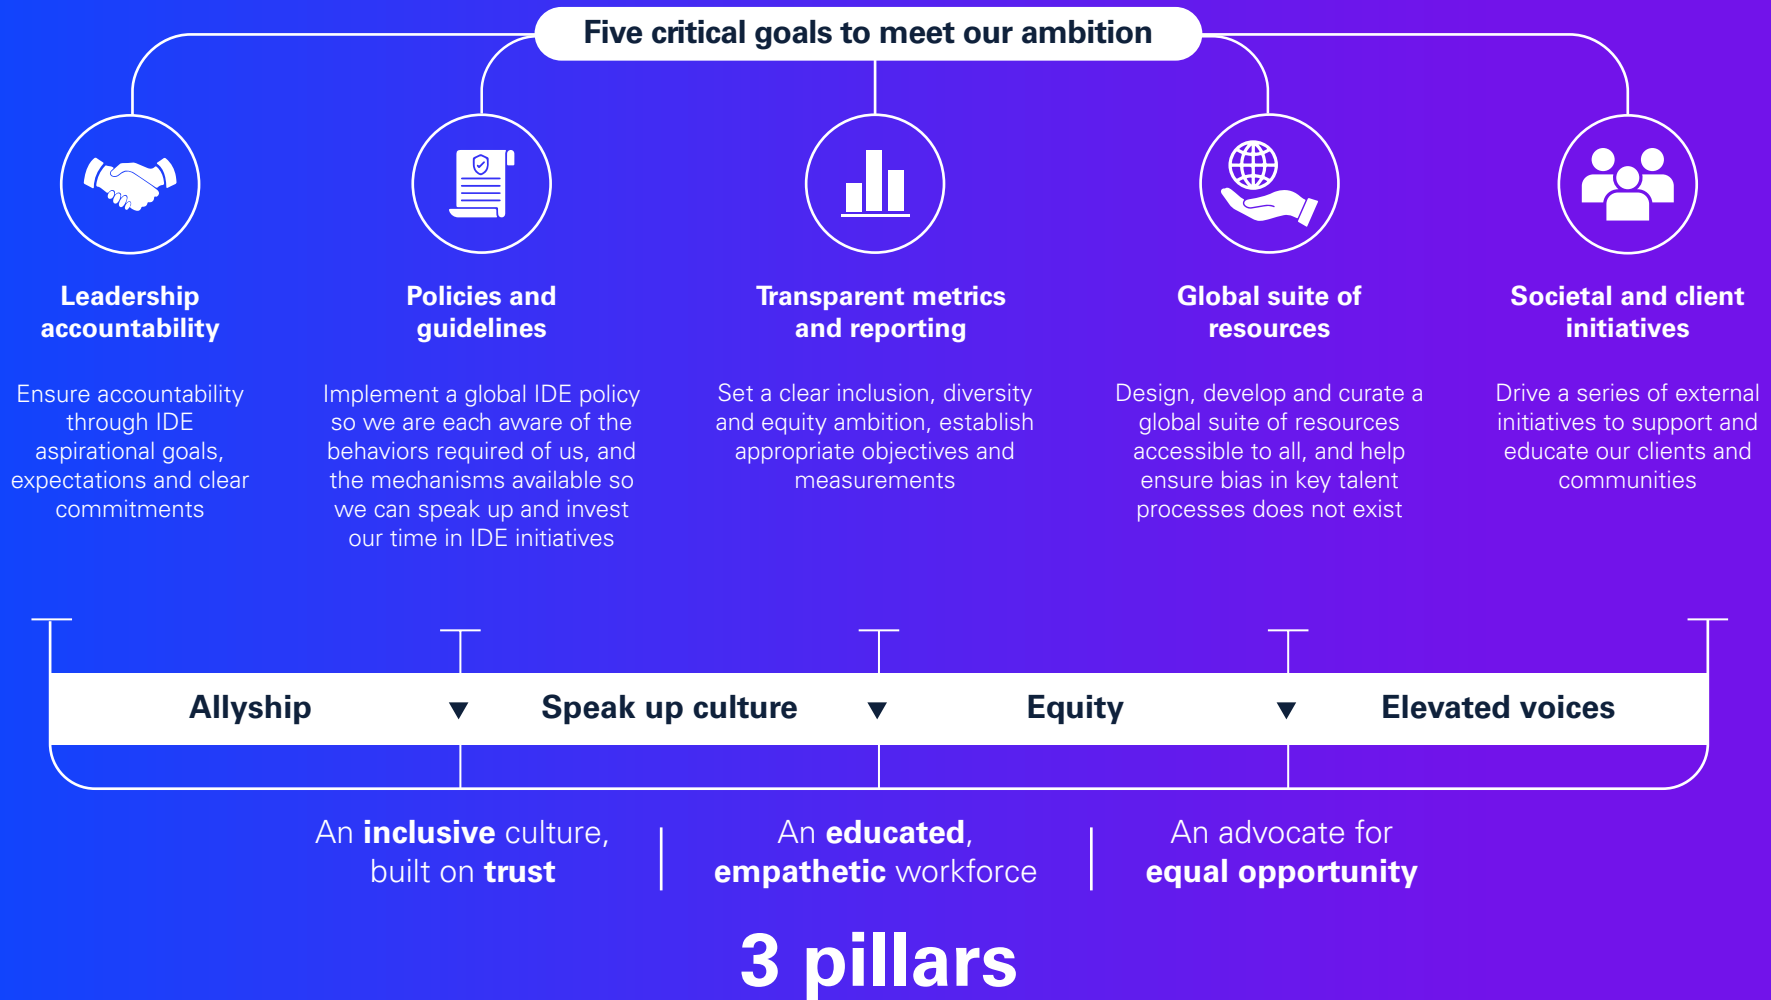 Five critical goals to meet our ambition
Leadership
accountability
Ensure accountability
through IDE
aspirational goals,
expectations and clear
commitments
Policies and
guidelines
Implement a global IDE policy
so we are each aware of the
behaviors required of us, and
the mechanisms available so
we can speak up and invest
our time in IDE initiatives
Transparent metrics
and reporting
Set a clear inclusion, diversity
and equity ambition, establish
appropriate objectives and
measurements
Global suite of
resources
Design, develop and curate a
global suite of resources
accessible to all, and help
ensure bias in key talent
processes does not exist
Societal and client
initiatives
Drive a series of external
initiatives to support and
educate our clients and
communities
Allyship
Speak up culture
Equity
Elevated voices
An inclusive culture,
built on trust
An educated,
empathetic workforce
An advocate for
equal opportunity
3 pillars